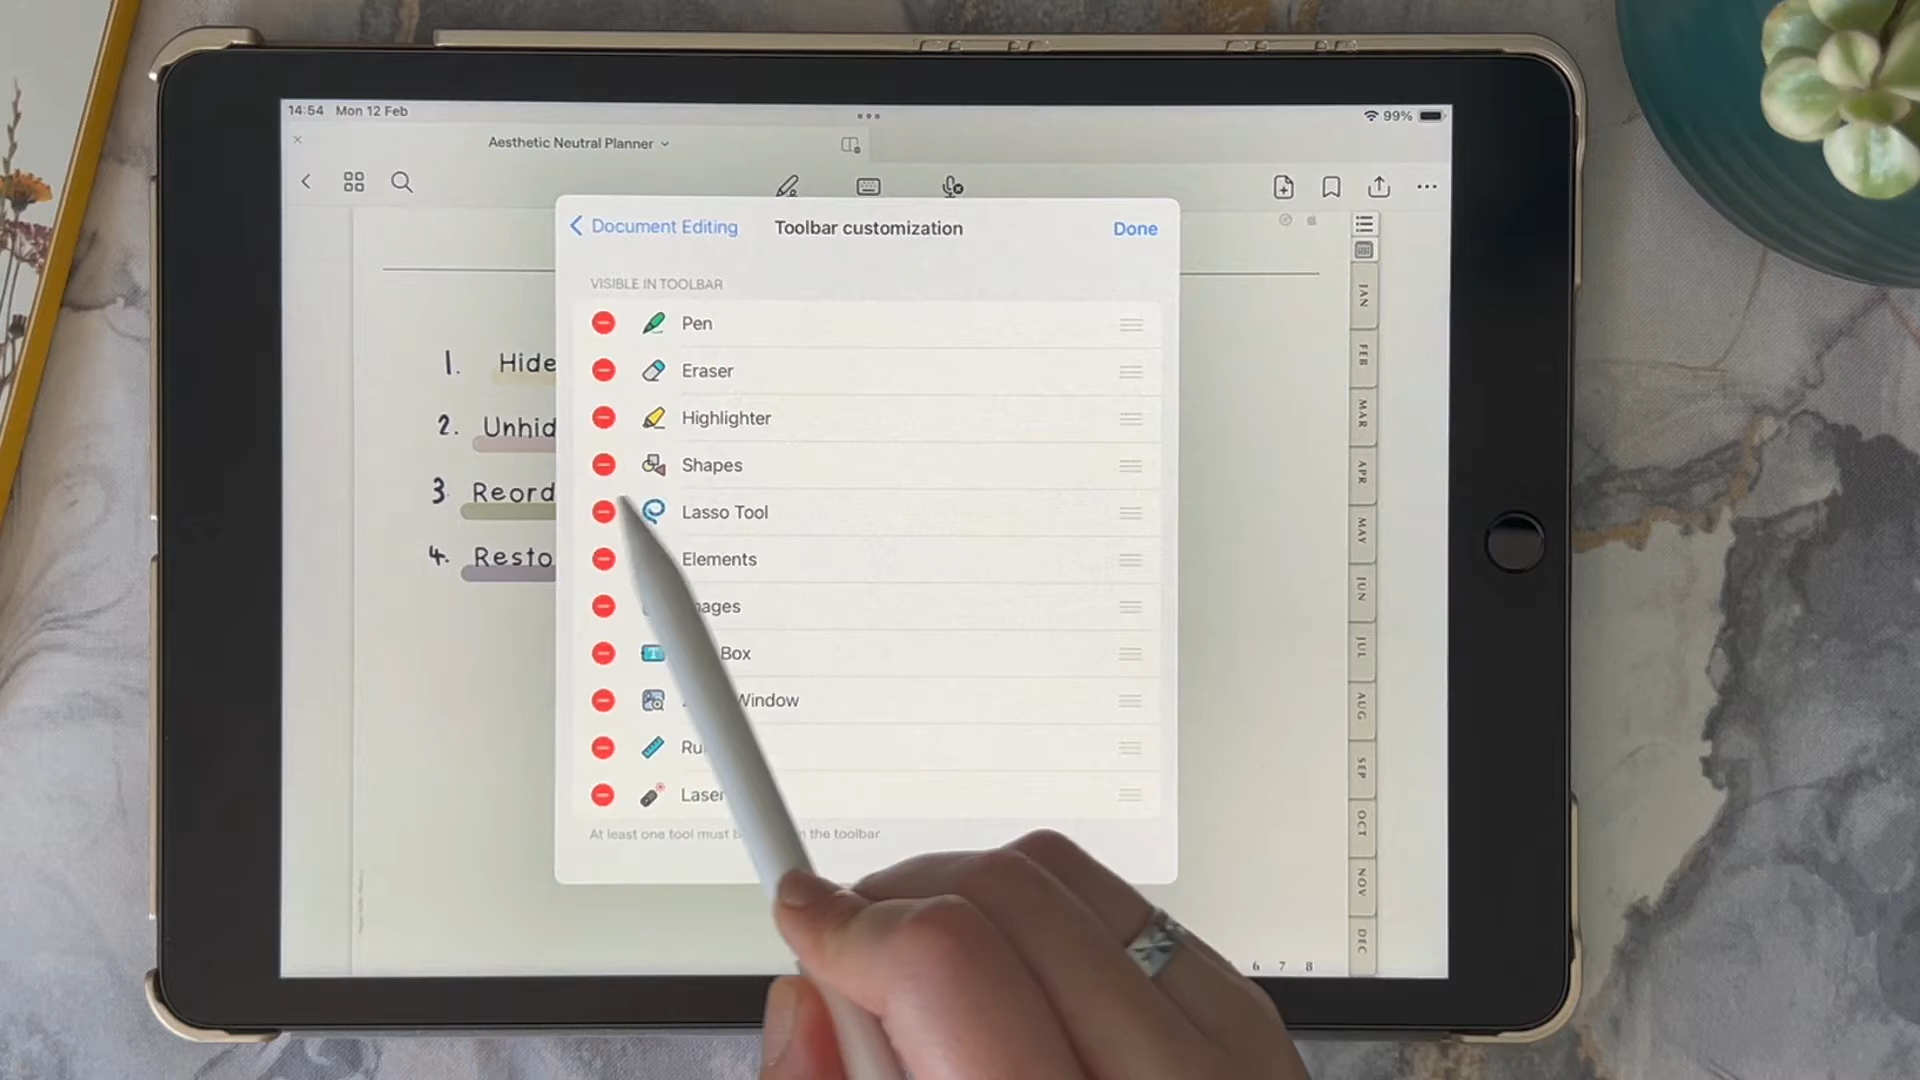 14:54 Mon 12 Feb
99%
Aesthetic Neutral Planner
Document Editing
Toolbar customization
Done
VISIBLE IN TOOLBAR
Pen
Eraser
Highlighter
Shapes
Lasso Tool
Elements
ages
Box
Window
Ru
Laser
At least one tool must b the toolbar
1. Hide
2. Unhid
3 Reord
4. Resto
JAN
FEB
MAR
APR
MAY
JUN
JUL
AUG
SEP
OCT
NOV
DEC
6 7 8